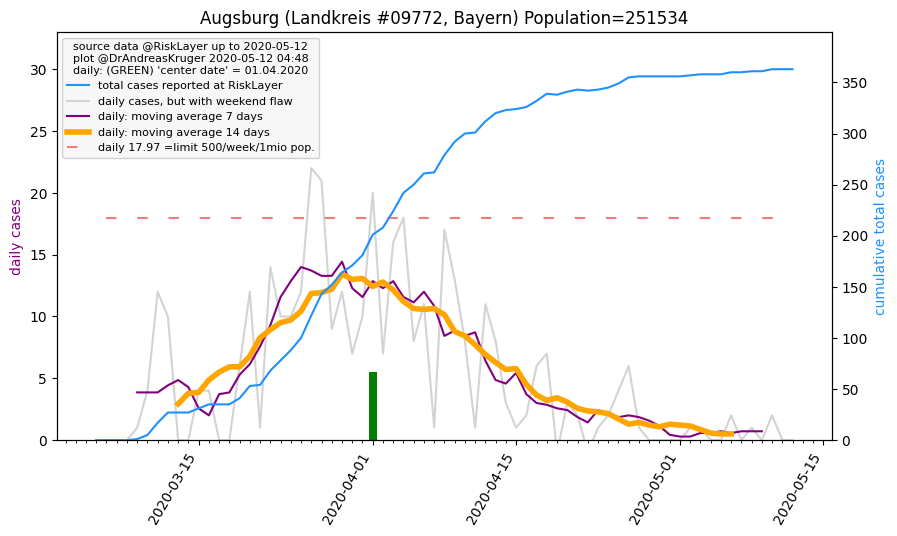 Augsburg (Landkreis #09772, Bayern) Population=251534
source data @RiskLayer up to 2020-05-12
plot @DrAndreasKruger 2020-05-12 04:48
daily: (GREEN) 'center date' = 01.04.2020
total cases reported at RiskLayer
daily cases, but with weekend flaw
daily: moving average 7 days
daily: moving average 14 days
daily 17.97 =limit 500/week/1mio pop.
daily cases
30
25
20
15
10
5
0
cumulative total cases
350
300
250
200
150
100
50
0
2020-03-15
2020-04-01
2020-04-15
2020-05-01
2020-05-15